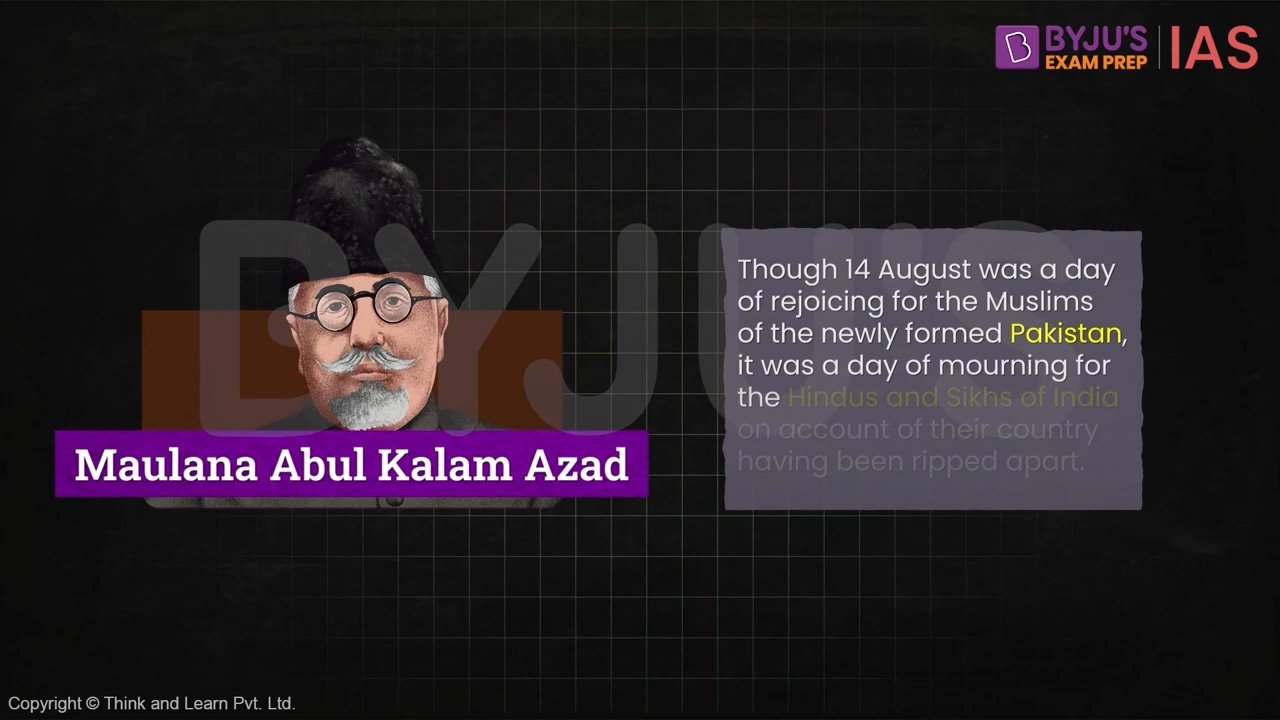 BYJU'S
EXAM PREP
IAS
BYJU'S
Though 14 August was a day
of rejoicing for the Muslims
of the newly formed Pakistan,
it was a day of mourning for
the Hindus and Sikhs of India
on account of their country
having been ripped apart.
Maulana Abul Kalam Azad
Copyright © Think and Learn Pvt. Ltd.